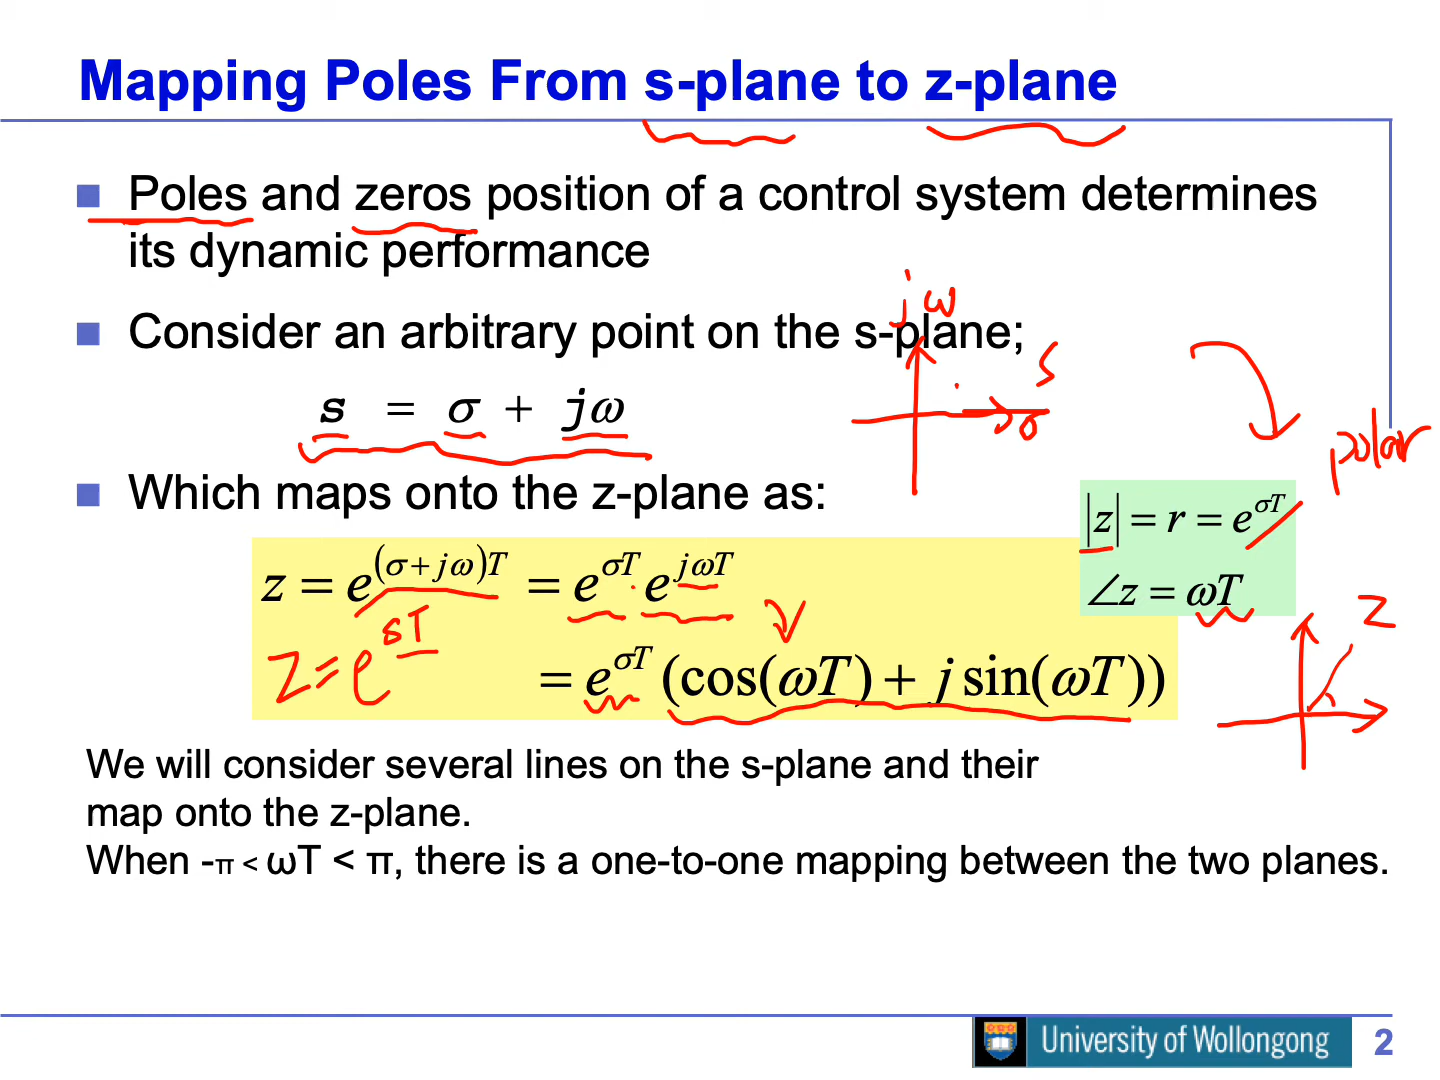 Mapping Poles From s-plane to z-plane
Poles and zeros position of a control system determines
its dynamic performance
jω
Consider an arbitrary point on the s-plane;
s
s = σ + jω
σ
polar
Which maps onto the z-plane as:
|z| = r = e^{σT}
∠z = ωT
z = e^{(σ+jω)T} = e^{σT} e^{jωT}
z = e^{sT}
= e^{σT} (cos(ωT) + j sin(ωT))
z
We will consider several lines on the s-plane and their
map onto the z-plane.
When -π < ωT < π, there is a one-to-one mapping between the two planes.
University of Wollongong
2